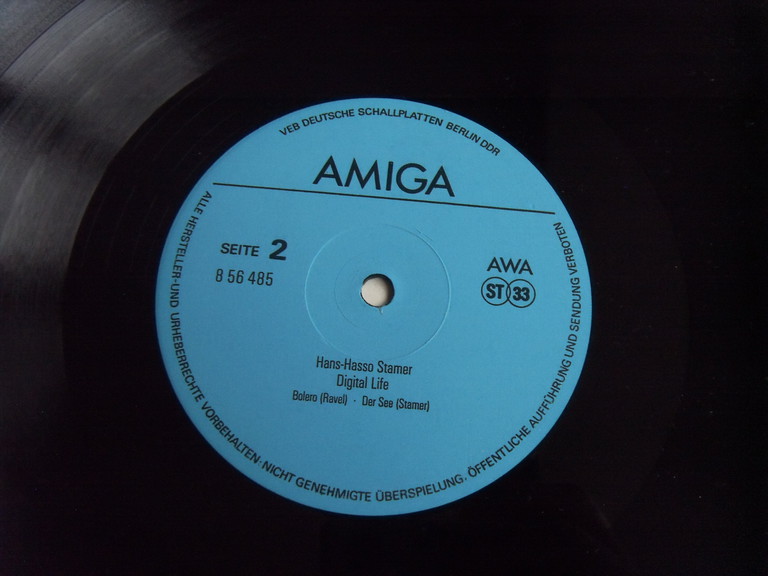 VEB DEUTSCHE SCHALLPLATTEN BERLIN DDR
AMIGA
SEITE 2
8 56 485
AWA
ST 33
Hans-Hasso Stamer
Digital Life
Bolero (Ravel) · Der See (Stamer)
ALLE HERSTELLER-UND URHEBERRECHTE VORBEHALTEN·NICHT GENEHMIGTE ÜBERSPIELUNG, ÖFFENTLICHE AUFFÜHRUNG UND SENDUNG VERBOTEN